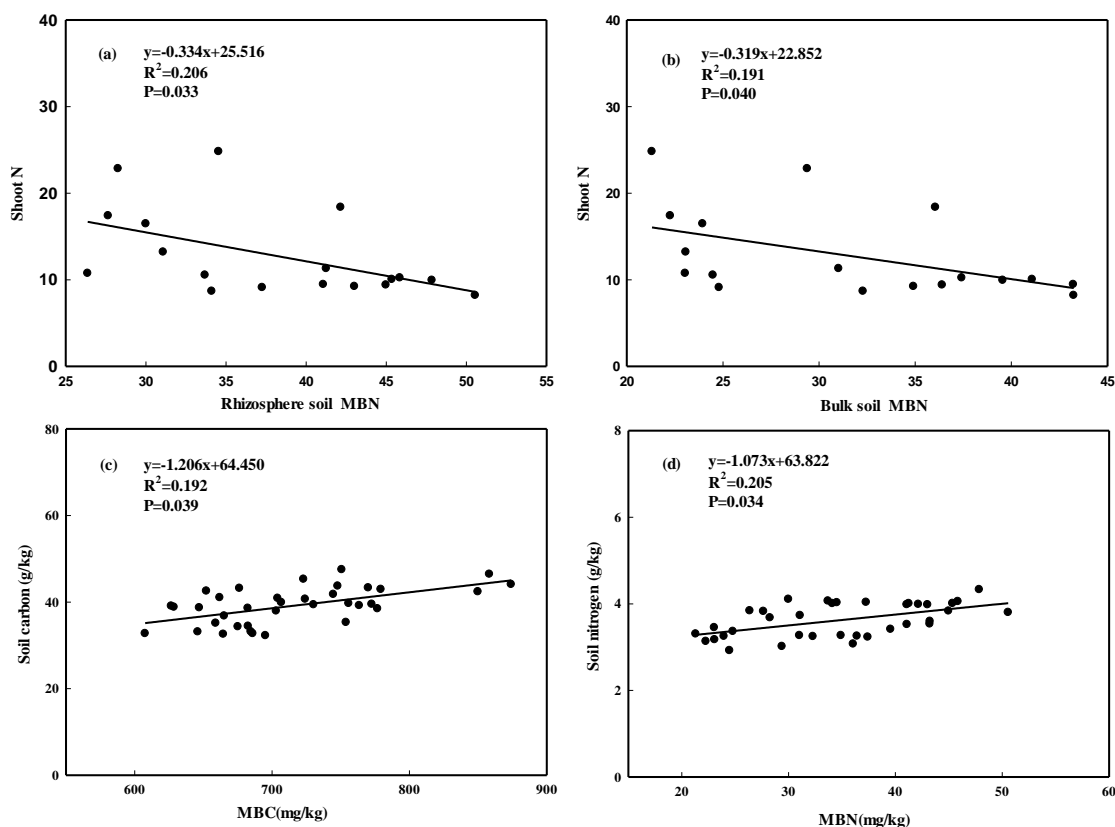 (a)
y=-0.334x+25.516
R²=0.206
P=0.033
Shoot N
40
30
20
10
0
25 30 35 40 45 50 55
Rhizosphere soil MBN
(b)
y=-0.319x+22.852
R²=0.191
P=0.040
Shoot N
40
30
20
10
0
20 25 30 35 40 45
Bulk soil MBN
(c)
y=-1.206x+64.450
R²=0.192
P=0.039
Soil carbon (g/kg)
80
60
40
20
0
600 700 800 900
MBC(mg/kg)
(d)
y=-1.073x+63.822
R²=0.205
P=0.034
Soil nitrogen (g/kg)
8
6
4
2
0
20 30 40 50 60
MBN(mg/kg)